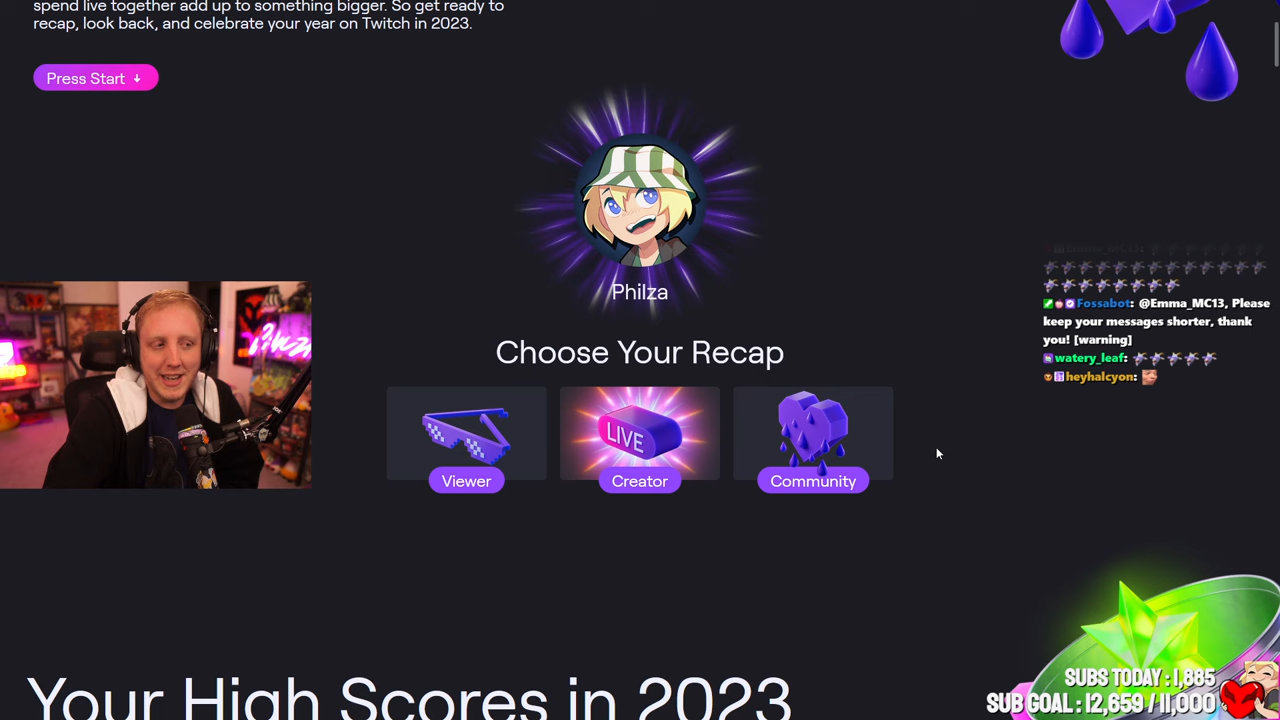 spend live together add up to something bigger. So get ready to
recap, look back, and celebrate your year on Twitch in 2023.
Press Start ↓
Philza
Choose Your Recap
LIVE
Viewer
Creator
Community
Fossabot: @Emma_MC13, Please
keep your messages shorter, thank
you! [warning]
watery_leaf:
heyhalcyon:
Your High Scores in 2023
SUBS TODAY : 1,885
SUB GOAL : 12,659 / 11,000